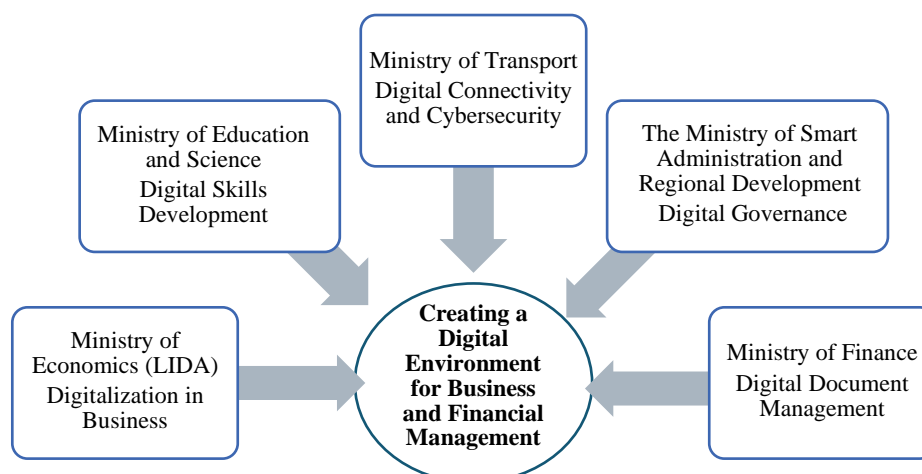 Ministry of Transport
Digital Connectivity
and Cybersecurity
Ministry of Education
and Science
Digital Skills
Development
The Ministry of Smart
Administration and
Regional Development
Digital Governance
Ministry of
Economics (LIDA)
Digitalization in
Business
Creating a
Digital
Environment
for Business
and Financial
Management
Ministry of Finance
Digital Document
Management